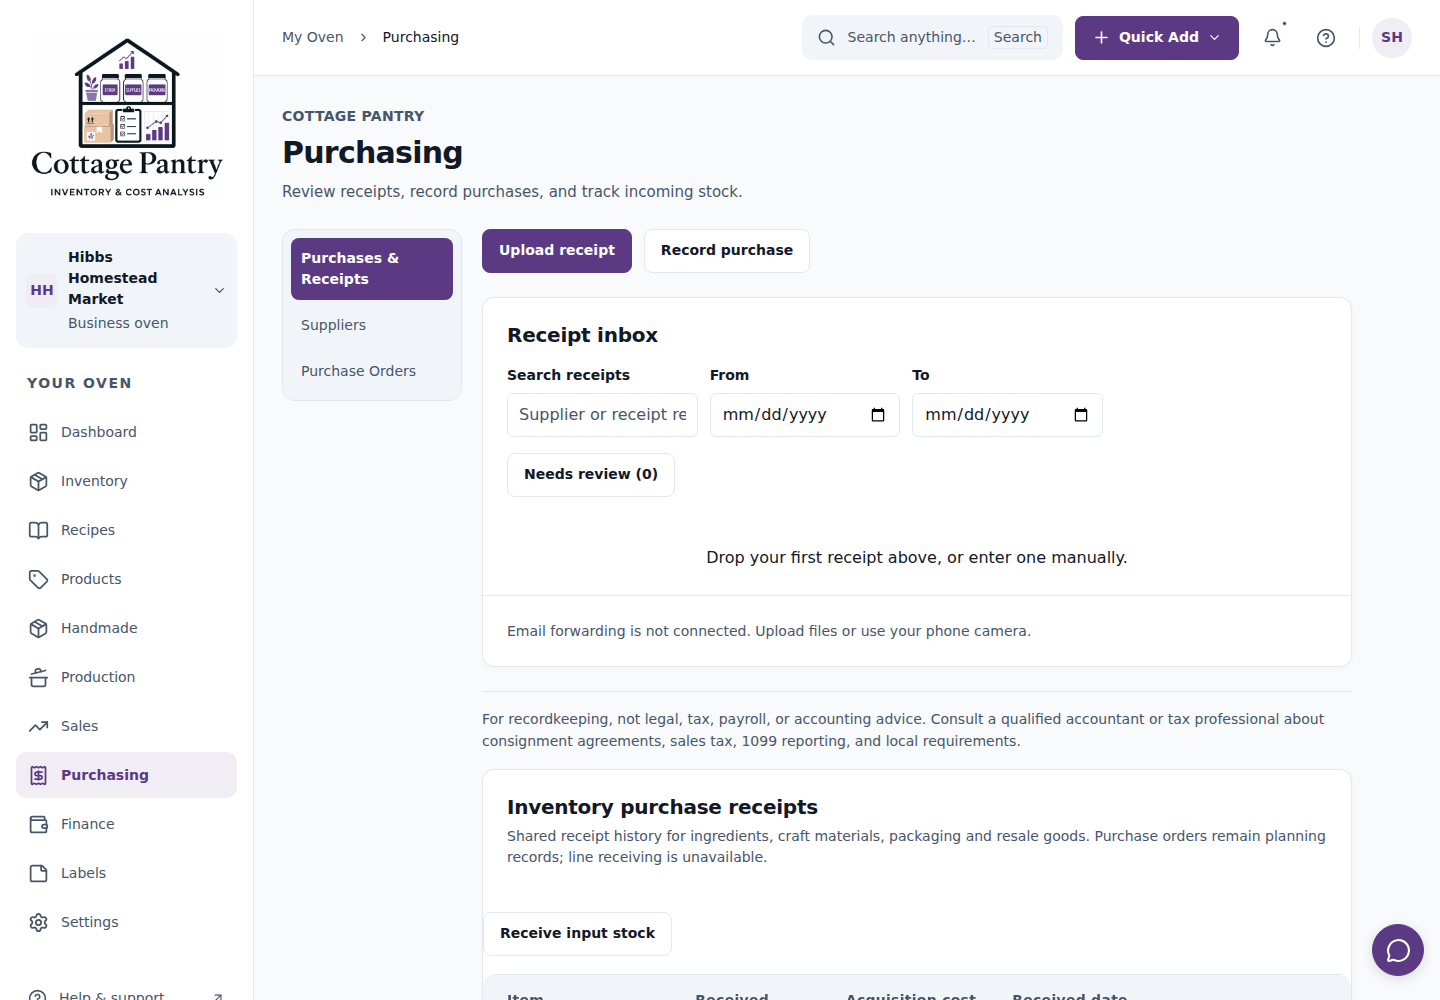 Cottage Pantry
INVENTORY & COST ANALYSIS
HH
Hibbs
Homestead
Market
Business oven
YOUR OVEN
Dashboard
Inventory
Recipes
Products
Handmade
Production
Sales
Purchasing
Finance
Labels
Settings
Help & support
My Oven > Purchasing
Search anything… Search
+ Quick Add
SH
COTTAGE PANTRY
Purchasing
Review receipts, record purchases, and track incoming stock.
Purchases &
Receipts
Suppliers
Purchase Orders
Upload receipt
Record purchase
Receipt inbox
Search receipts From To
Supplier or receipt re mm/dd/yyyy mm/dd/yyyy
Needs review (0)
Drop your first receipt above, or enter one manually.
Email forwarding is not connected. Upload files or use your phone camera.
For recordkeeping, not legal, tax, payroll, or accounting advice. Consult a qualified accountant or tax professional about
consignment agreements, sales tax, 1099 reporting, and local requirements.
Inventory purchase receipts
Shared receipt history for ingredients, craft materials, packaging and resale goods. Purchase orders remain planning
records; line receiving is unavailable.
Receive input stock
Item Received Acquisition cost Received date